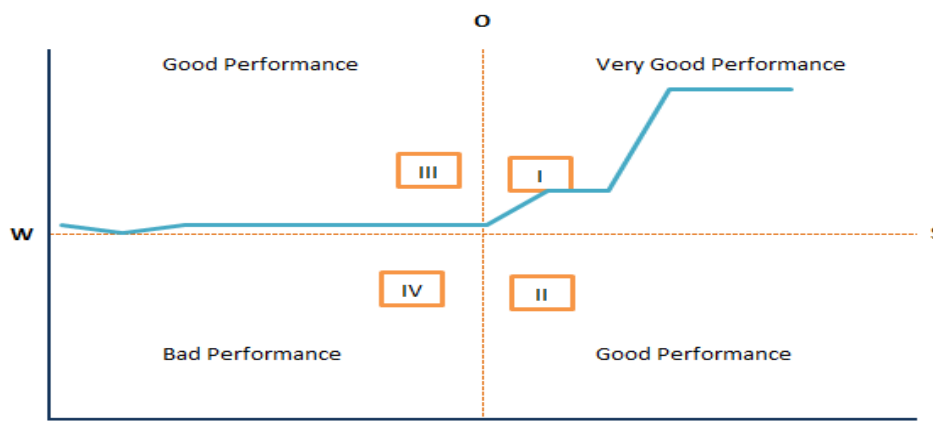 O
Good Performance
Very Good Performance
III
I
W
IV
II
Bad Performance
Good Performance